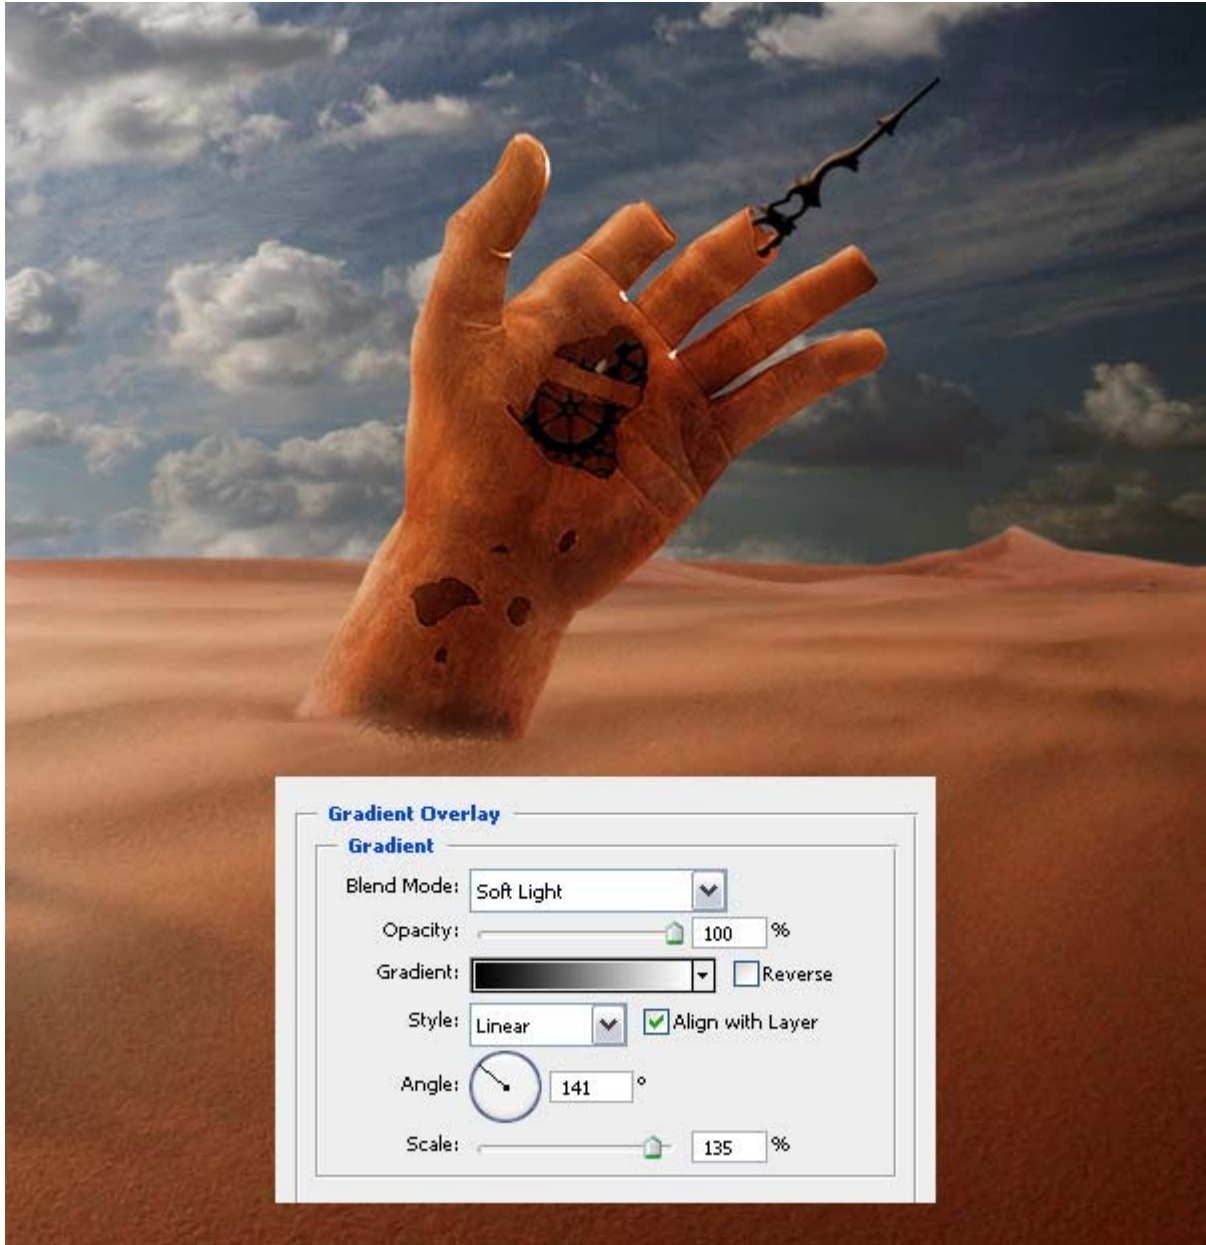 Gradient Overlay
Gradient
Blend Mode: Soft Light
Opacity: 100 %
Gradient: Reverse
Style: Linear Align with Layer
Angle: 141 °
Scale: 135 %